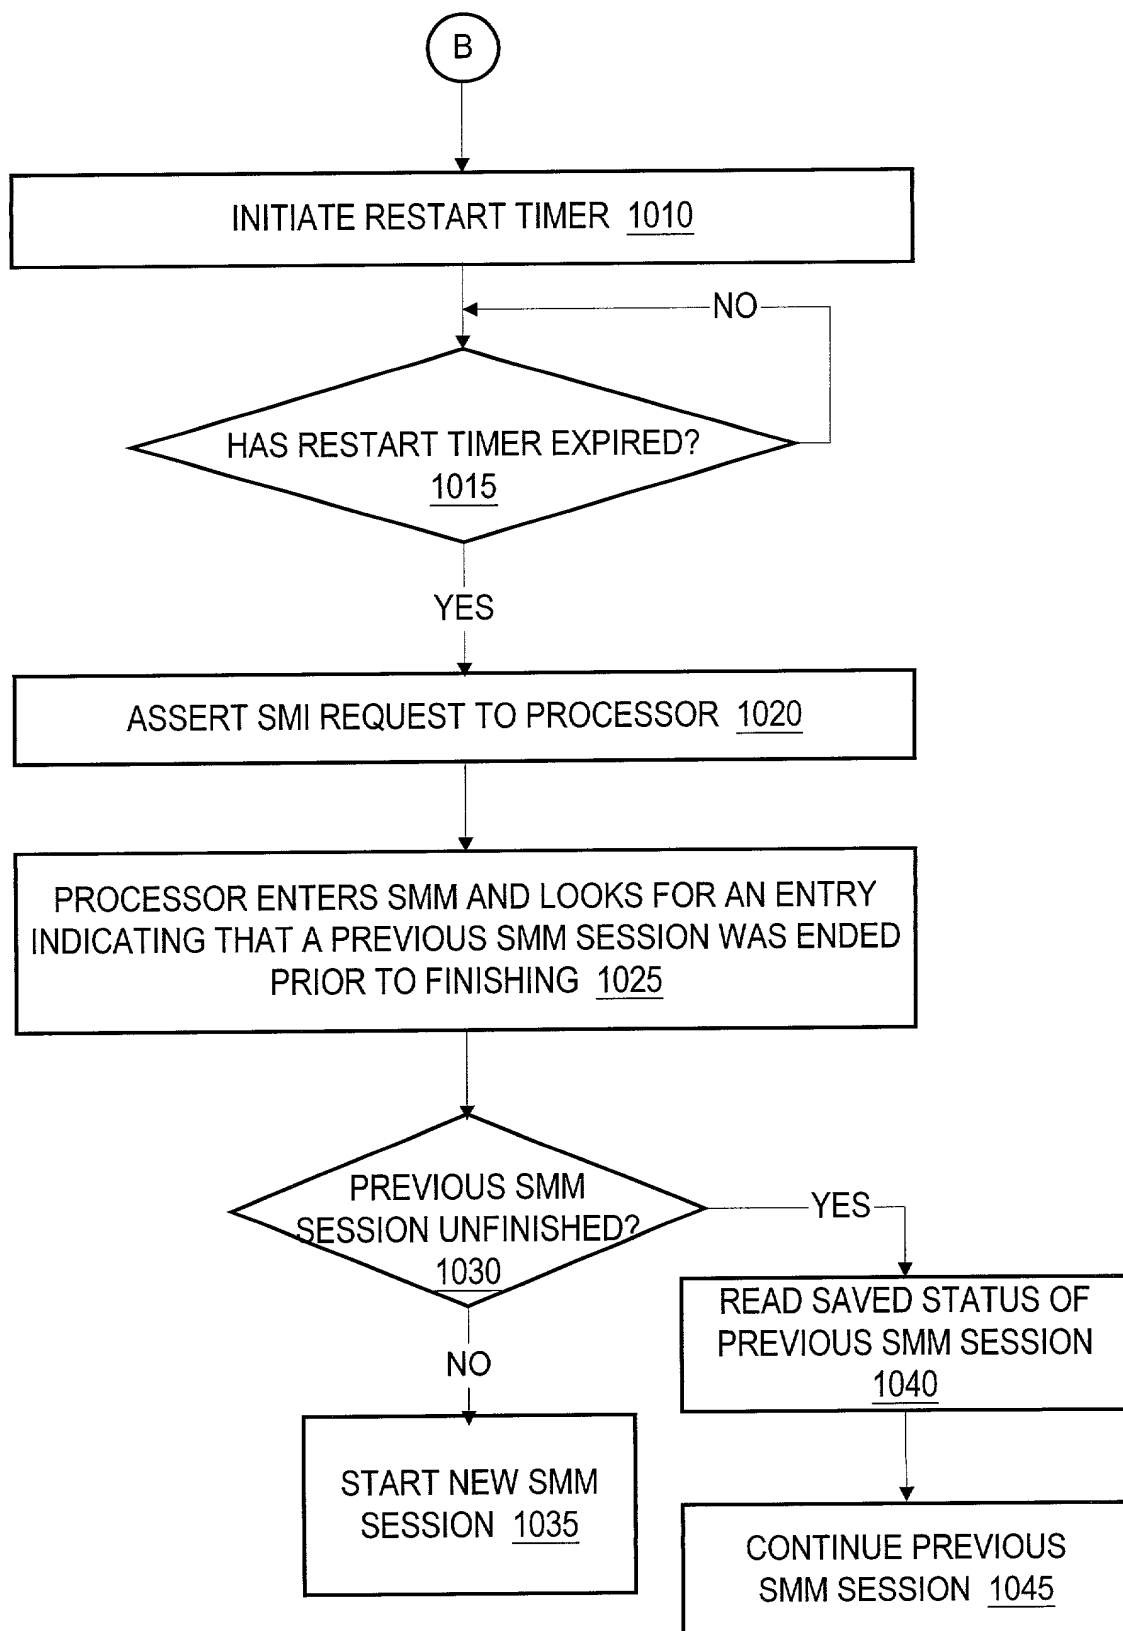 B
INITIATE RESTART TIMER 1010
NO
HAS RESTART TIMER EXPIRED?
1015
YES
ASSERT SMI REQUEST TO PROCESSOR 1020
PROCESSOR ENTERS SMM AND LOOKS FOR AN ENTRY
INDICATING THAT A PREVIOUS SMM SESSION WAS ENDED
PRIOR TO FINISHING 1025
PREVIOUS SMM
SESSION UNFINISHED?
1030
YES
NO
READ SAVED STATUS OF
PREVIOUS SMM SESSION
1040
START NEW SMM
SESSION 1035
CONTINUE PREVIOUS
SMM SESSION 1045